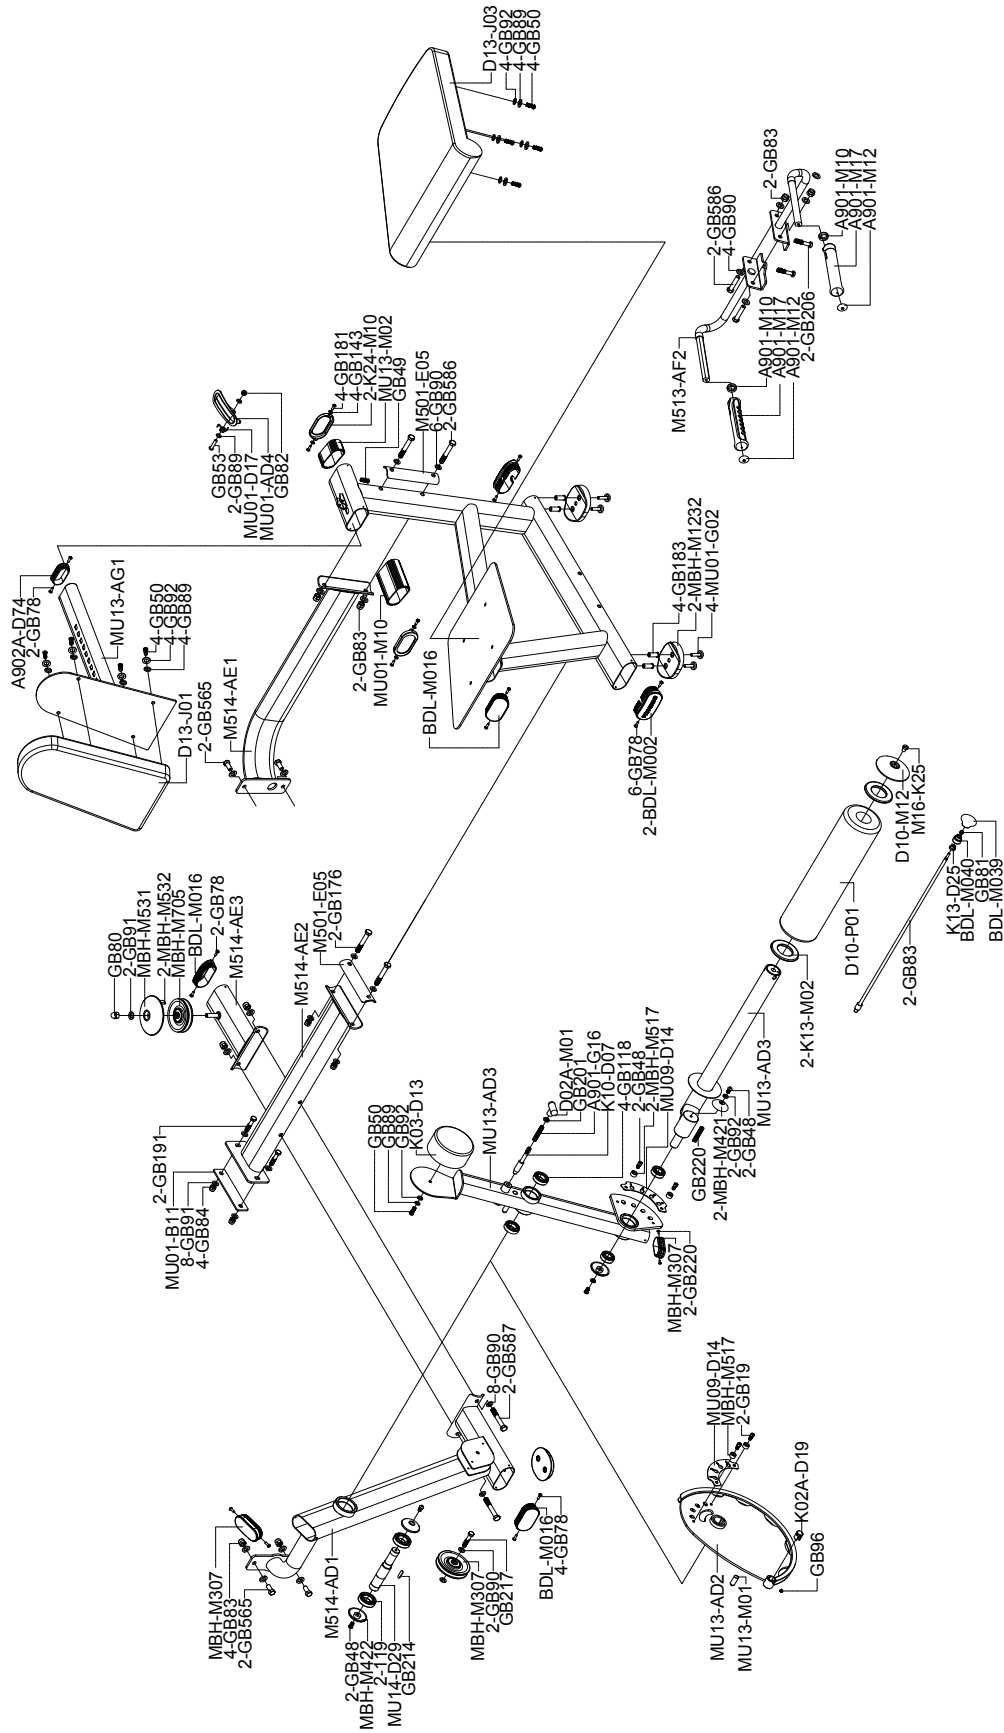 D13-J03
4-GB92
4-GB89
4-GB50
2-GB83
2-GB586
4-GB90
A901-M10
A901-M17
A901-M12
M513-AF2
A901-M10
A901-M17
A901-M12
2-GB206
GB53
2-GB89
MU01-D17
MU01-AD4
GB82
4-GB181
4-GB143
2-K24-M10
MU13-M02
GB49
M501-E05
6-GB90
2-GB586
A902A-D74
2-GB78
MU13-AG1
4-GB50
4-GB92
4-GB89
D13-J01
2-GB565
M514-AE1
2-GB83
MU01-M10
BDL-M016
4-GB183
2-MBH-M1232
4-MU01-G02
6-GB78
2-BDL-M002
GB80
2-GB91
MBH-M531
2-MBH-M532
MBH-M705
BDL-M016
2-GB78
M514-AE3
M514-AE2
M501-E05
2-GB176
2-GB191
MU01-B11
8-GB91
4-GB84
D10-M12
M16-K25
D10-P01
2-K13-M02
MU13-AD3
K13-D25
BDL-M040
GB81
BDL-M039
2-GB83
GB50
GB89
GB92
K03-D13
MU13-AD3
D02A-M01
GB201
A901-G16
K10-D07
4-GB118
2-GB48
2-MBH-M517
MU09-D14
GB220
2-MBH-M421
2-GB92
2-GB48
MBH-M307
2-GB220
8-GB90
2-GB587
MBH-M307
4-GB83
2-GB565
M514-AD1
2-GB48
MBH-M422
2-119
MU14-D29
GB214
MBH-M307
2-GB90
GB217
BDL-M016
4-GB78
MU09-D14
MBH-M517
2-GB19
K02A-D19
GB96
MU13-AD2
MU13-M01